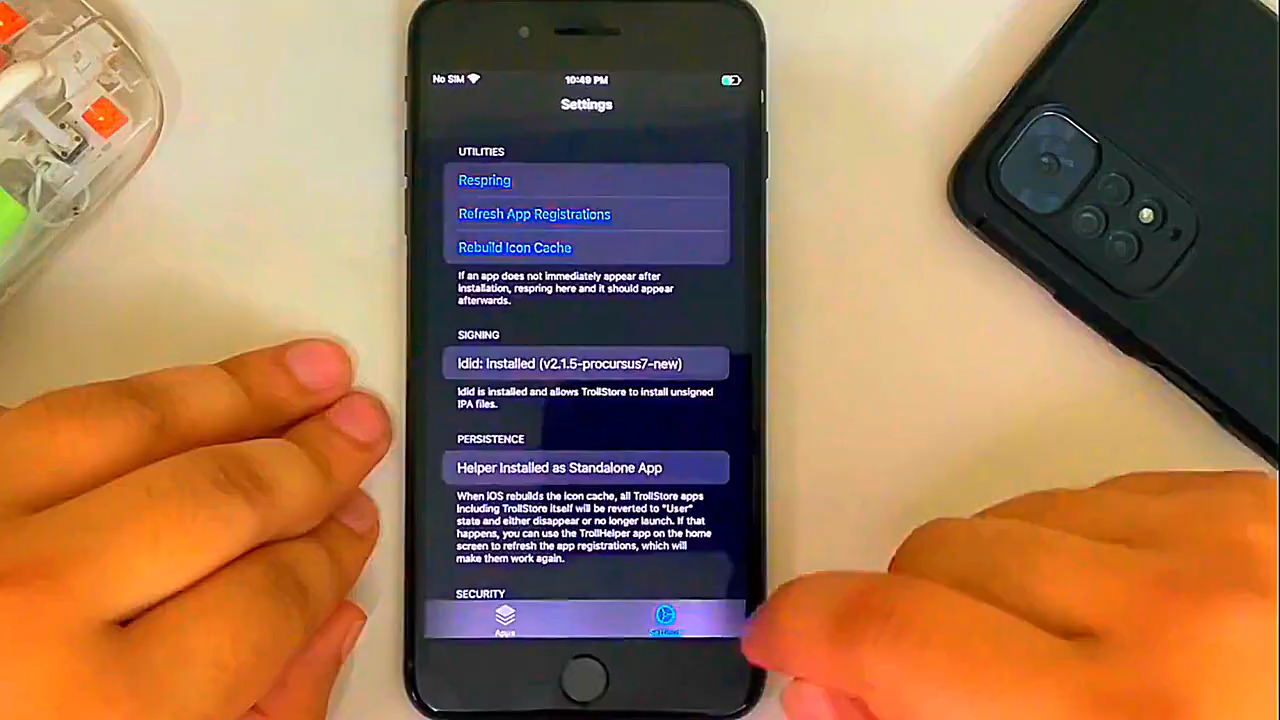 No SIM 10:49 PM
Settings
UTILITIES
Respring
Refresh App Registrations
Rebuild Icon Cache
If an app does not immediately appear after
installation, respring here and it should appear
afterwards.
SIGNING
ldid: Installed (v2.1.5-procursus7-new)
ldid is installed and allows TrollStore to install unsigned
IPA files.
PERSISTENCE
Helper Installed as Standalone App
When iOS rebuilds the icon cache, all TrollStore apps
including TrollStore itself will be reverted to "User"
state and either disappear or no longer launch. If that
happens, you can use the TrollHelper app on the home
screen to refresh the app registrations, which will
make them work again.
SECURITY
Apps Settings